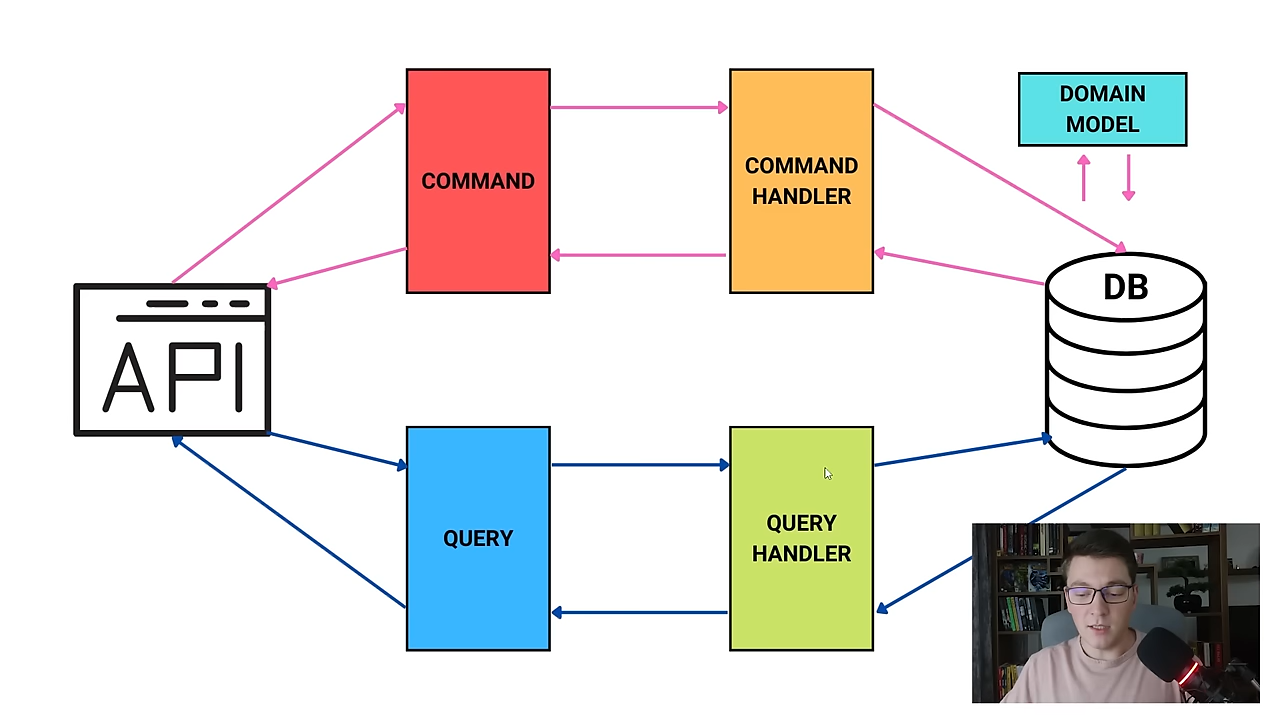 COMMAND
COMMAND
HANDLER
DOMAIN
MODEL
DB
API
QUERY
QUERY
HANDLER